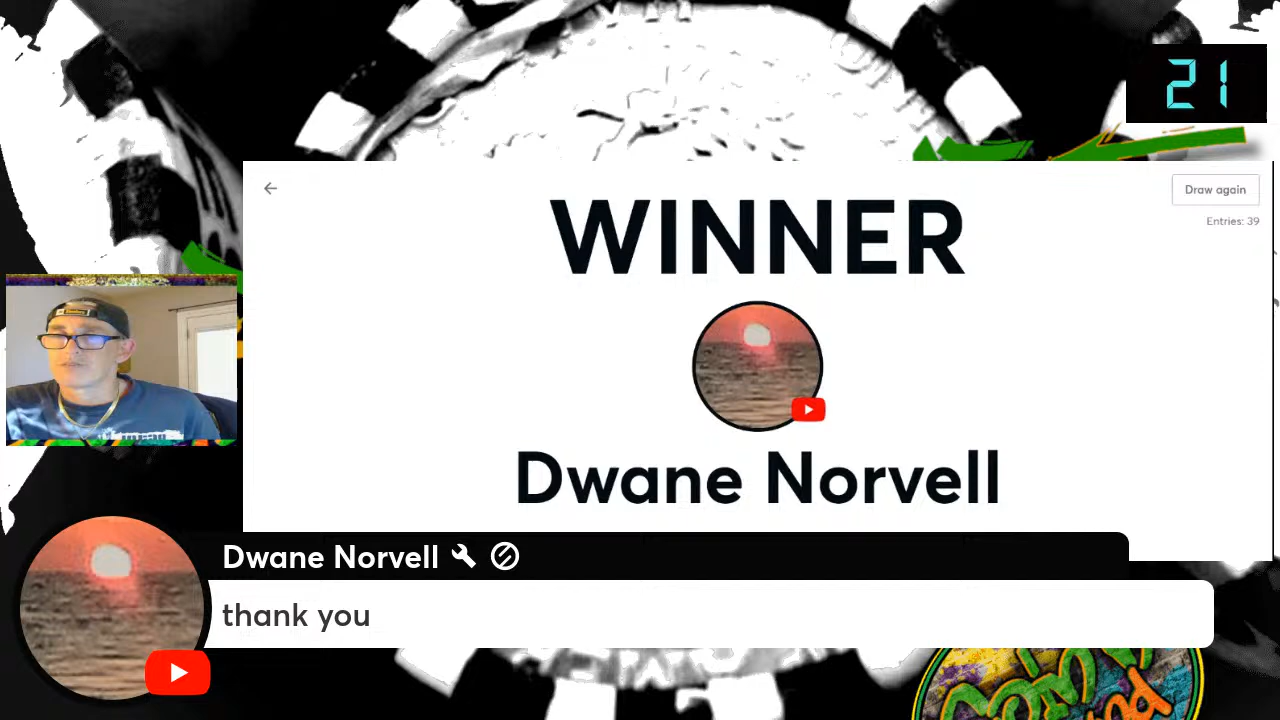 21
Draw again
Entries: 39
WINNER
Dwane Norvell
Dwane Norvell
thank you